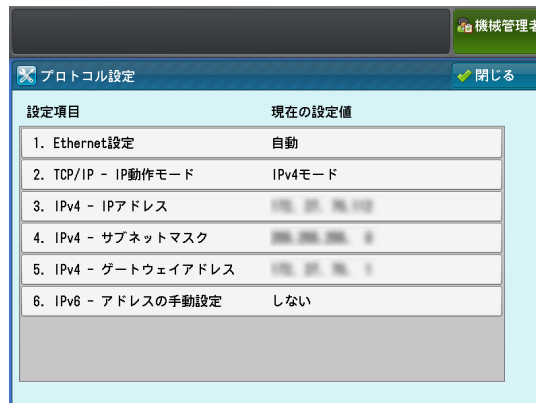 機械管理者
プロトコル設定
閉じる
設定項目 現在の設定値
1. Ethernet設定 自動
2. TCP/IP - IP動作モード IPv4モード
3. IPv4 - IPアドレス
4. IPv4 - サブネットマスク
5. IPv4 - ゲートウェイアドレス
6. IPv6 - アドレスの手動設定 しない